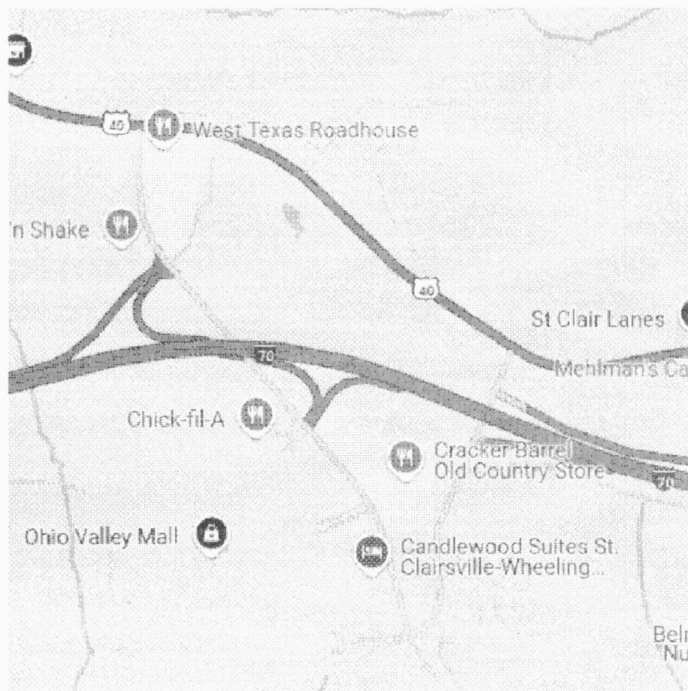 40
West Texas Roadhouse
'n Shake
40
St Clair Lanes
70
Mehlman's Ca
Chick-fil-A
Cracker Barrel
Old Country Store
70
Ohio Valley Mall
Candlewood Suites St.
Clairsville-Wheeling...
Belm
Nu